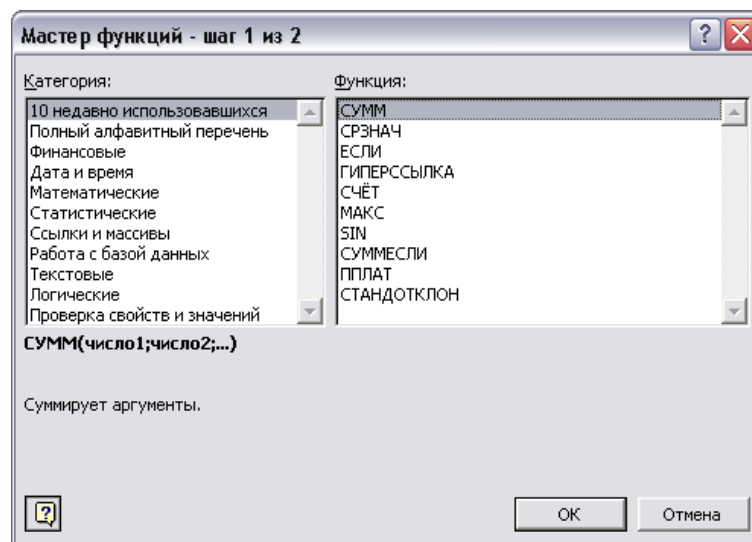 Мастер функций - шаг 1 из 2
Категория:
Функция:
10 недавно использовавшихся
Полный алфавитный перечень
Финансовые
Дата и время
Математические
Статистические
Ссылки и массивы
Работа с базой данных
Текстовые
Логические
Проверка свойств и значений
СУММ
СРЗНАЧ
ЕСЛИ
ГИПЕРССЫЛКА
СЧЁТ
МАКС
SIN
СУММЕСЛИ
ППЛАТ
СТАНДОТКЛОН
СУММ(число1;число2;...)
Суммирует аргументы.
ОК
Отмена